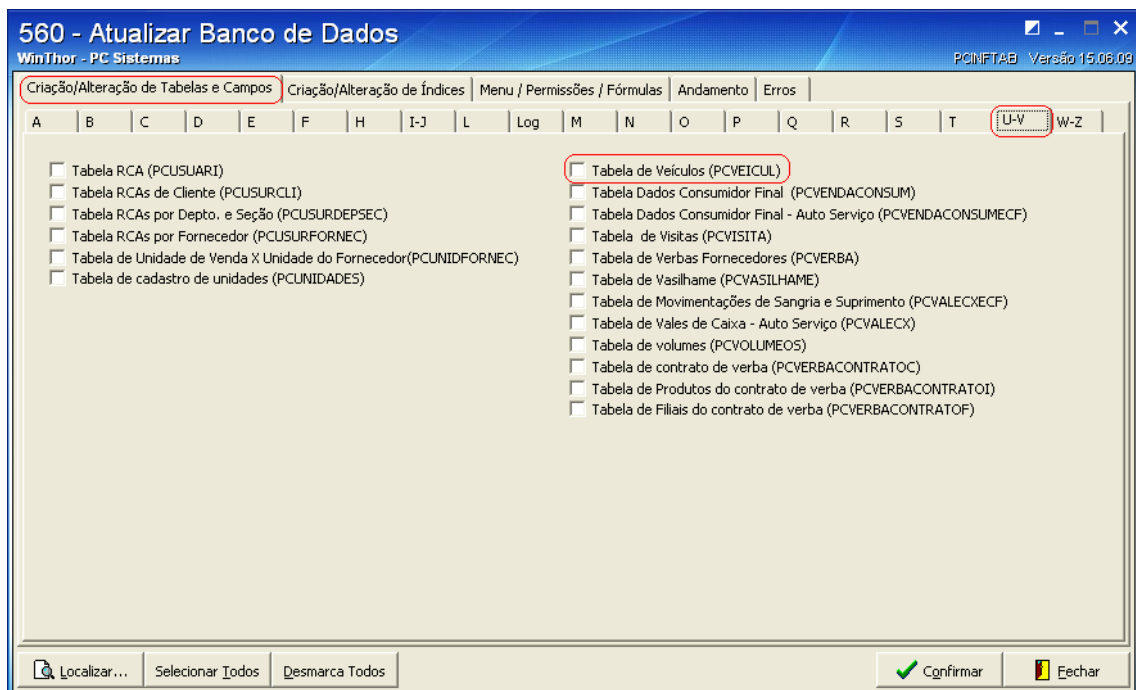 560 - Atualizar Banco de Dados
WinThor - PC Sistemas
PCINFTAB Versão 15.06.09
Criação/Alteração de Tabelas e Campos Criação/Alteração de Índices Menu / Permissões / Fórmulas Andamento Erros
A B C D E F H I-J L Log M N O P Q R S T U-V W-Z
Tabela RCA (PCUSUARI)
Tabela RCAs de Cliente (PCUSURCLI)
Tabela RCAs por Depto. e Seção (PCUSURDEPSEC)
Tabela RCAs por Fornecedor (PCUSURFORNEC)
Tabela de Unidade de Venda X Unidade do Fornecedor(PCUNIDFORNEC)
Tabela de cadastro de unidades (PCUNIDADES)
Tabela de Veículos (PCVEICUL)
Tabela Dados Consumidor Final (PCVENDACONSUM)
Tabela Dados Consumidor Final - Auto Serviço (PCVENDACONSUMECF)
Tabela de Visitas (PCVISITA)
Tabela de Verbas Fornecedores (PCVERBA)
Tabela de Vasilhame (PCVASILHAME)
Tabela de Movimentações de Sangria e Suprimento (PCVALECXECF)
Tabela de Vales de Caixa - Auto Serviço (PCVALECX)
Tabela de volumes (PCVOLUMEOS)
Tabela de contrato de verba (PCVERBACONTRATOC)
Tabela de Produtos do contrato de verba (PCVERBACONTRATOI)
Tabela de Filiais do contrato de verba (PCVERBACONTRATOF)
Localizar... Selecionar Todos Desmarca Todos Confirmar Fechar